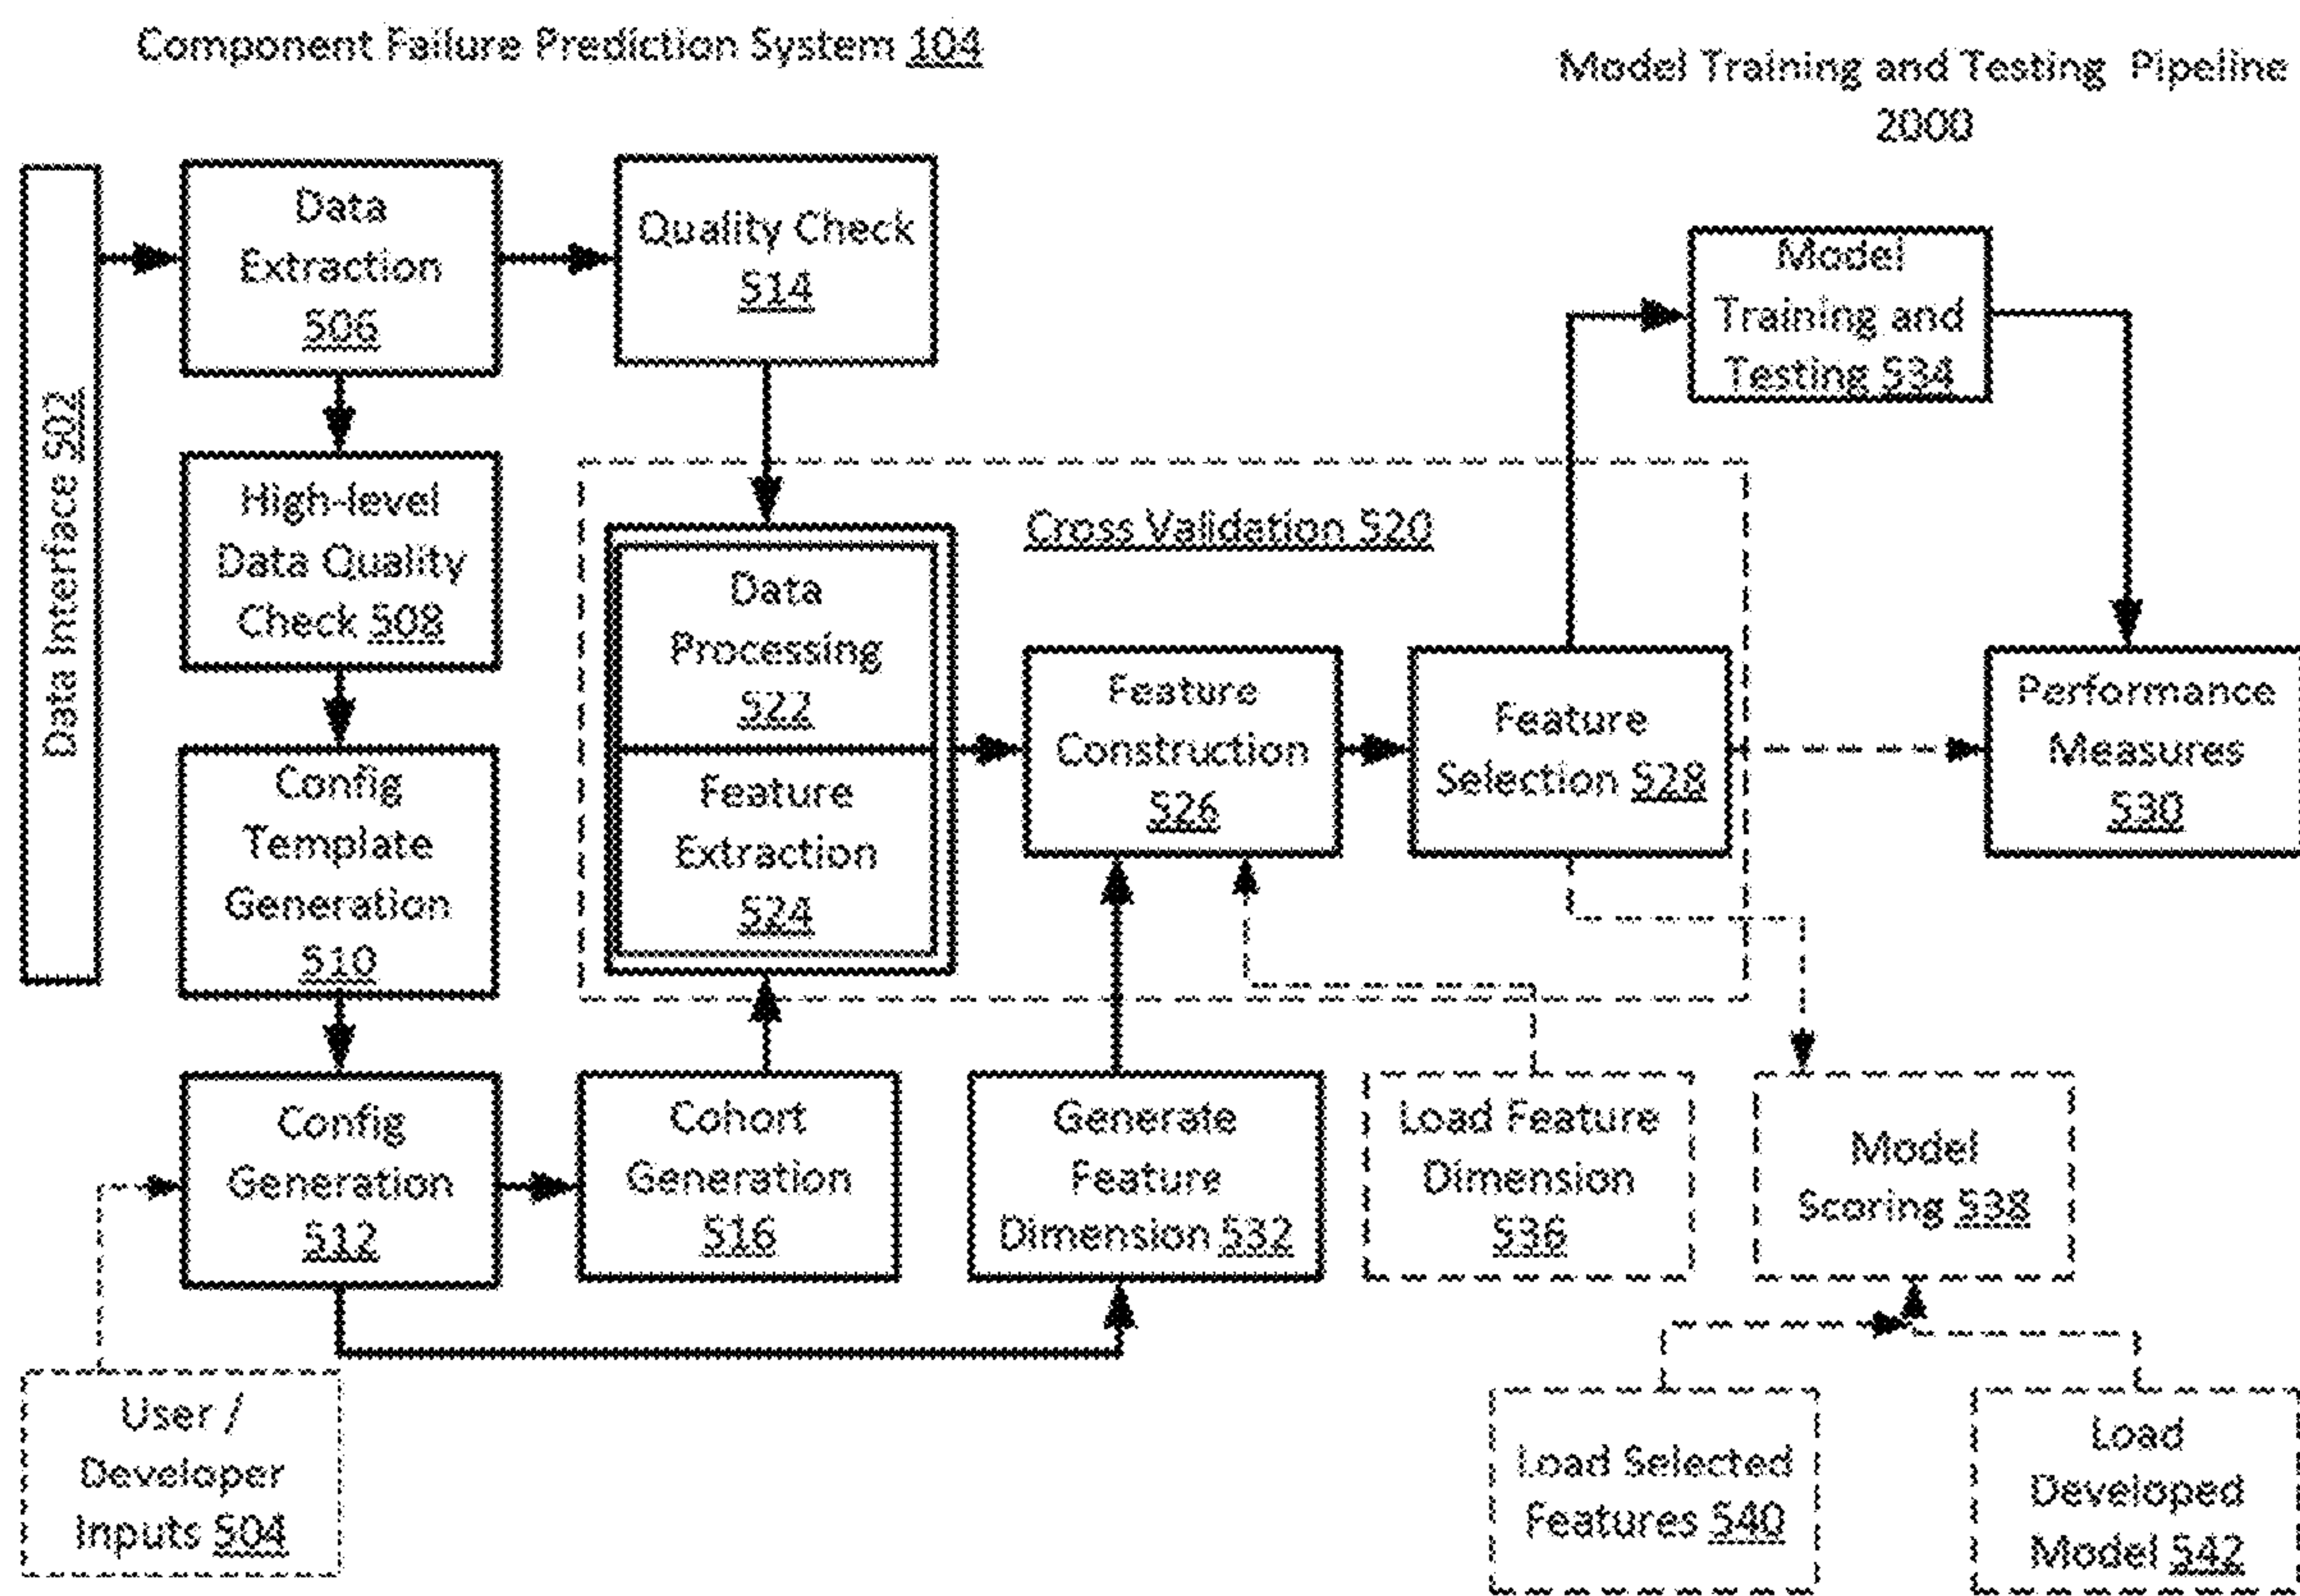 Component Failure Prediction System 104
Model Training and Testing Pipeline
2000
Data Interface 502
Data
Extraction
506
Quality Check
514
Model
Training and
Testing 534
High-level
Data Quality
Check 508
Cross Validation 520
Data
Processing
522
Feature
Extraction
524
Feature
Construction
526
Feature
Selection 528
Performance
Measures
530
Config
Template
Generation
510
Config
Generation
512
Cohort
Generation
516
Generate
Feature
Dimension 532
Load Feature
Dimension
536
Model
Scoring 538
User /
Developer
Inputs 504
Load Selected
Features 540
Load
Developed
Model 542